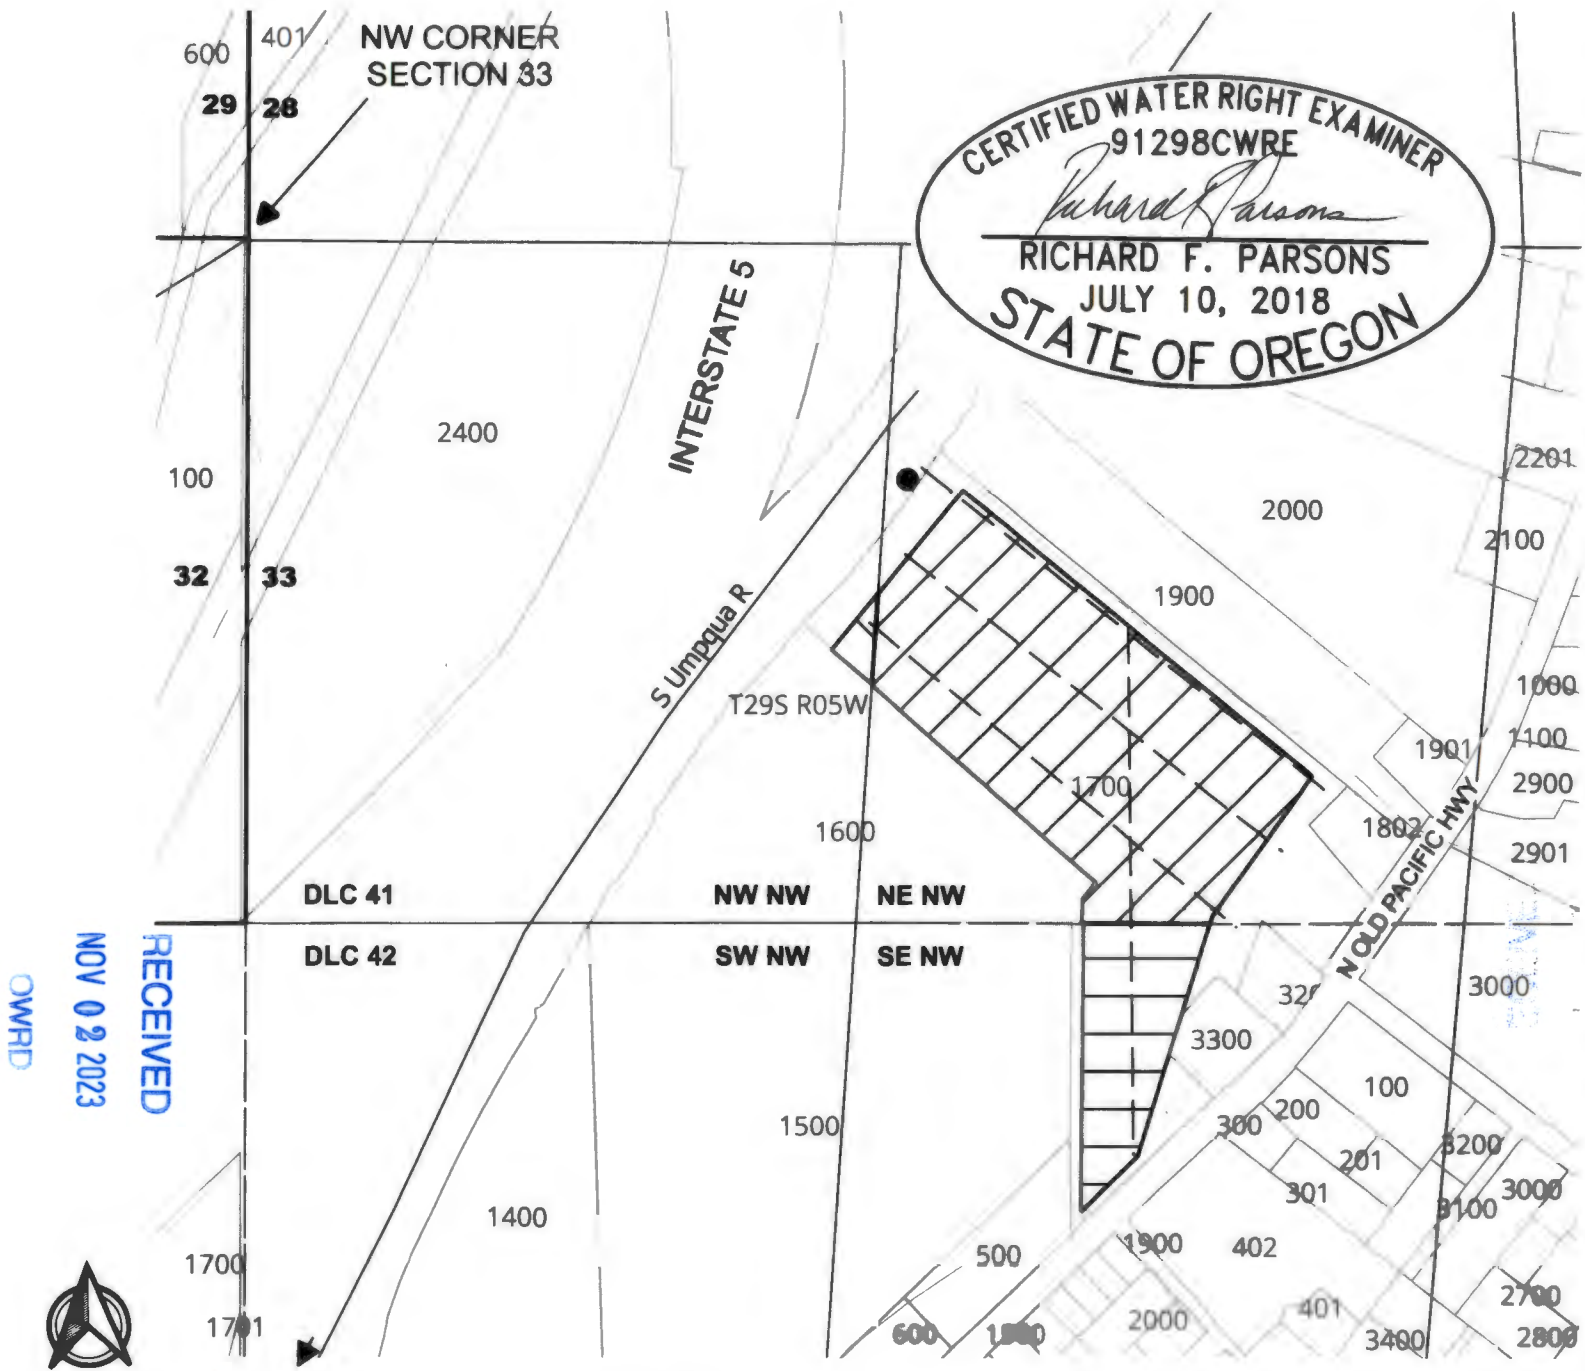 600
401
NW CORNER
SECTION 33
29
28
CERTIFIED WATER RIGHT EXAMINER
91298CWRE
Richard F Parsons
RICHARD F. PARSONS
JULY 10, 2018
STATE OF OREGON
INTERSTATE 5
2400
100
2201
2000
2100
32
33
1900
S Umpqua R
T29S R05W
1000
1100
1901
2900
1700
1600
1802
2901
N OLD PACIFIC HWY
DLC 41
NW NW
NE NW
DLC 42
SW NW
SE NW
RECEIVED
NOV 02 2023
OWRD
3000
3300
100
200
300
1500
201
3200
301
3000
3100
1400
1900
402
500
1700
2700
1701
600
2000
401
3400
2800